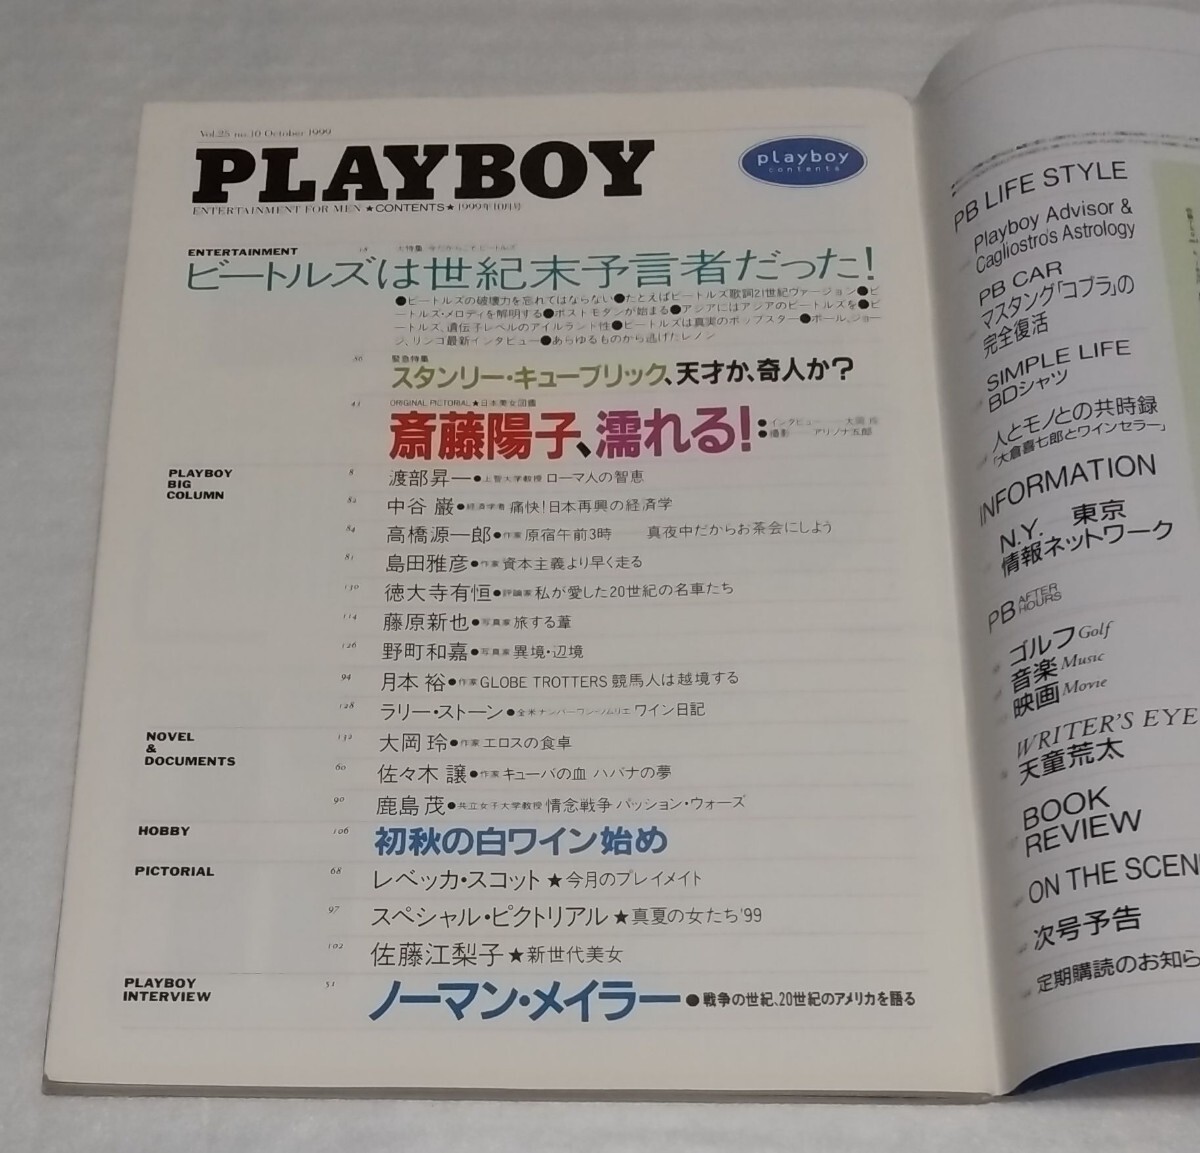 Vol.25 no.10 October 1999
PLAYBOY
playboy
contents
ENTERTAINMENT FOR MEN ★CONTENTS★ 1999年10月号
ENTERTAINMENT
ビートルズは世紀末予言者だった!
●ビートルズの破壊力を忘れてはならない●たとえばビートルズ歌詞21世紀ヴァージョン●ビ
ートルズ・メロディを解明する●ポストモダンが始まる●アジアにはアジアのビートルズを●ビ
ートルズ、遺伝子レベルのアイルランド性●ビートルズは真実のポップスター●ポール、ジョー
ジ、リンゴ最新インタビュー●あらゆるものから逃げたレノン
86 緊急特集
スタンリー・キューブリック、天才か、奇人か?
43 ORIGINAL PICTORIAL★日本美女図鑑
斎藤陽子、濡れる!
●インタビュー 大岡 玲
●撮影 アリノナ五郎
PLAYBOY
BIG
COLUMN
8 渡部昇一●上智大学教授 ローマ人の智恵
82 中谷 巌●経済学者 痛快!日本再興の経済学
84 高橋源一郎●作家 原宿午前3時 真夜中だからお茶会にしよう
81 島田雅彦●作家 資本主義より早く走る
130 徳大寺有恒●評論家 私が愛した20世紀の名車たち
114 藤原新也●写真家 旅する葦
126 野町和嘉●写真家 異境・辺境
94 月本 裕●作家 GLOBE TROTTERS 競馬人は越境する
128 ラリー・ストーン●全米ナンバーワン・ソムリエ ワイン日記
NOVEL
&
DOCUMENTS
132 大岡 玲●作家 エロスの食卓
60 佐々木 譲●作家 キューバの血 ハバナの夢
90 鹿島 茂●共立女子大学教授 情念戦争 パッション・ウォーズ
HOBBY
106 初秋の白ワイン始め
PICTORIAL
68 レベッカ・スコット★今月のプレイメイト
97 スペシャル・ピクトリアル★真夏の女たち'99
102 佐藤江梨子★新世代美女
PLAYBOY
INTERVIEW
51 ノーマン・メイラー●戦争の世紀、20世紀のアメリカを語る
PB LIFE STYLE
Playboy Advisor &
Cagliostro's Astrology
PB CAR
マスタング「コブラ」の
完全復活
SIMPLE LIFE
BDシャツ
人とモノとの共時録
「大倉喜七郎とワインセラー」
INFORMATION
N.Y. 東京
情報ネットワーク
PB AFTER HOURS
ゴルフ Golf
音楽 Music
映画 Movie
WRITER'S EYE
天童荒太
BOOK
REVIEW
ON THE SCEN
次号予告
定期購読のお知ら